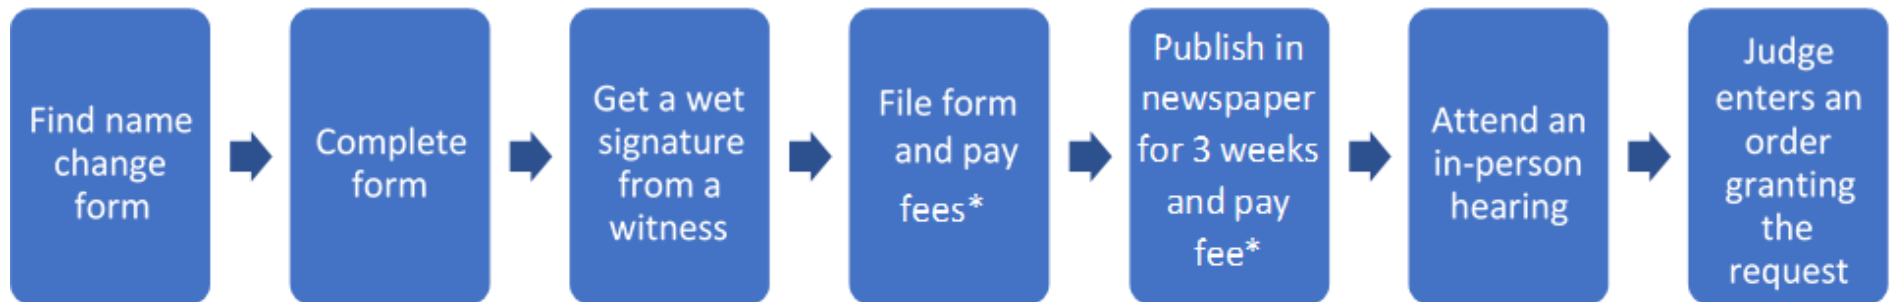 Find name
change
form
Complete
form
Get a wet
signature
from a
witness
File form
and pay
fees*
Publish in
newspaper
for 3 weeks
and pay
fee*
Attend an
in-person
hearing
Judge
enters an
order
granting
the
request